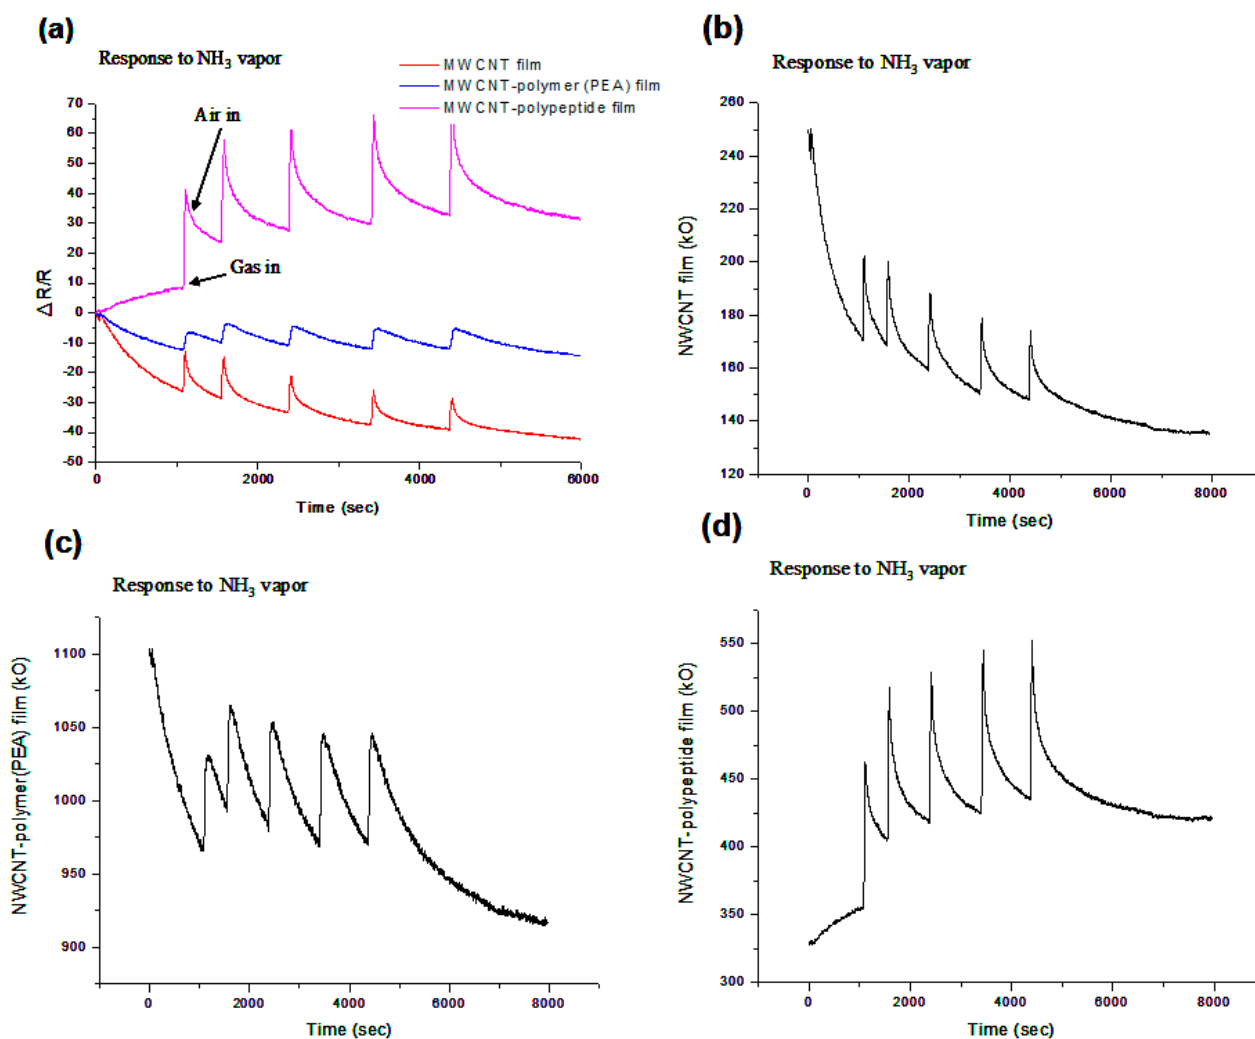 (a)
Response to NH3 vapor
MWCNT film
MWCNT-polymer (PEA) film
MWCNT-polypeptide film
Air in
Gas in
70
60
50
40
30
20
10
0
-10
-20
-30
-40
-50
Δ R/R
0 2000 4000 6000
Time (sec)
(b)
Response to NH3 vapor
260
240
220
200
180
160
140
120
NWCNT film (kO)
0 2000 4000 6000 8000
Time (sec)
(c)
Response to NH3 vapor
1100
1050
1000
950
900
NWCNT-polymer(PEA) film (kO)
0 2000 4000 6000 8000
Time (sec)
(d)
Response to NH3 vapor
550
500
450
400
350
300
NWCNT-polypeptide film (kO)
0 2000 4000 6000 8000
Time (sec)